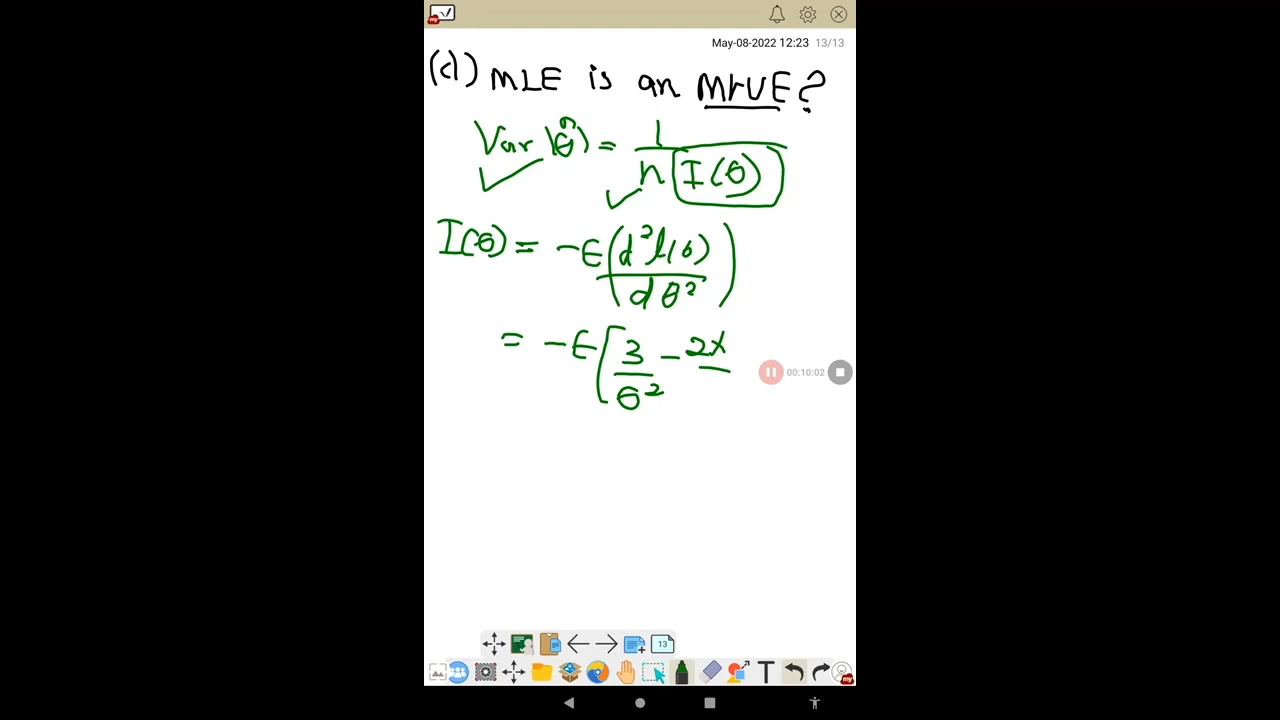 May-08-2022 12:23 13/13
(d) MLE is an MVUE?
Var(θ̂) = 1/n I(θ)
I(θ) = -E(d²l(θ)/dθ²)
= -E[3/θ² - 2x
00:10:02
13
T